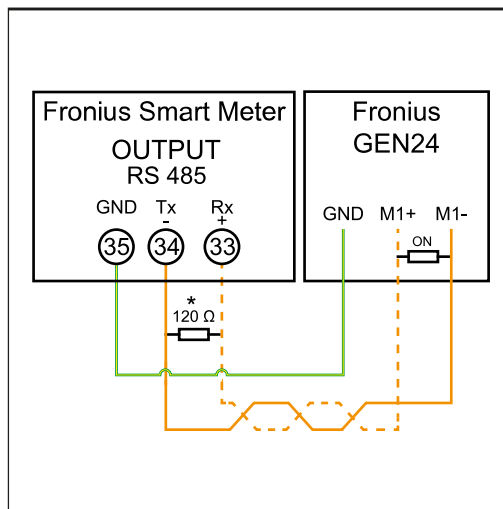 Fronius Smart Meter
OUTPUT
RS 485
GND Tx Rx
- +
35 34 33
*
120 Ω
Fronius
GEN24
GND M1+ M1-
ON